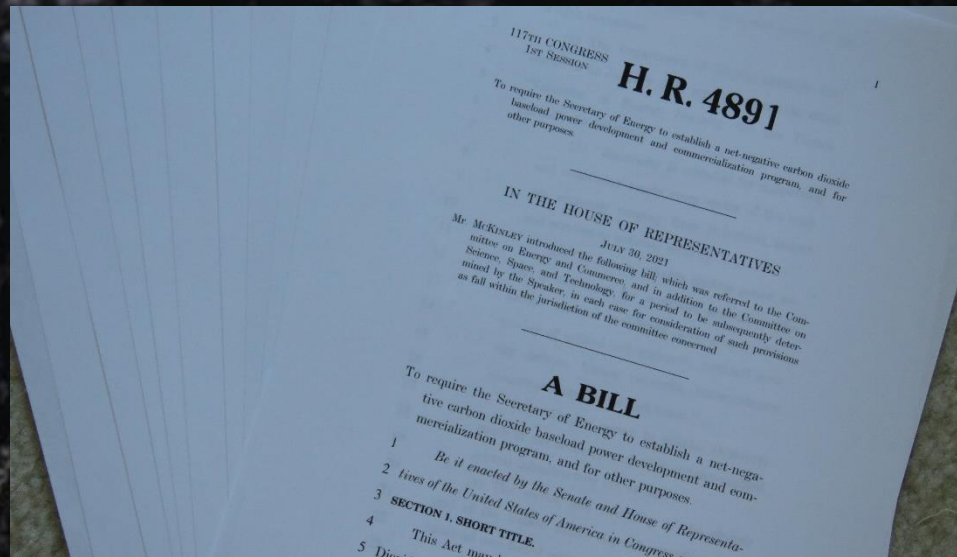 117TH CONGRESS
1ST SESSION
H. R. 4891
I
To require the Secretary of Energy to establish a net-negative carbon dioxide
baseload power development and commercialization program, and for
other purposes.
IN THE HOUSE OF REPRESENTATIVES
JULY 30, 2021
Mr. MCKINLEY introduced the following bill; which was referred to the Com-
mittee on Energy and Commerce, and in addition to the Committee on
Science, Space, and Technology, for a period to be subsequently deter-
mined by the Speaker, in each case for consideration of such provisions
as fall within the jurisdiction of the committee concerned
A BILL
To require the Secretary of Energy to establish a net-nega-
tive carbon dioxide baseload power development and com-
mercialization program, and for other purposes.
1 Be it enacted by the Senate and House of Representa-
2 tives of the United States of America in Congress
3 SECTION 1. SHORT TITLE.
4 This Act may
5